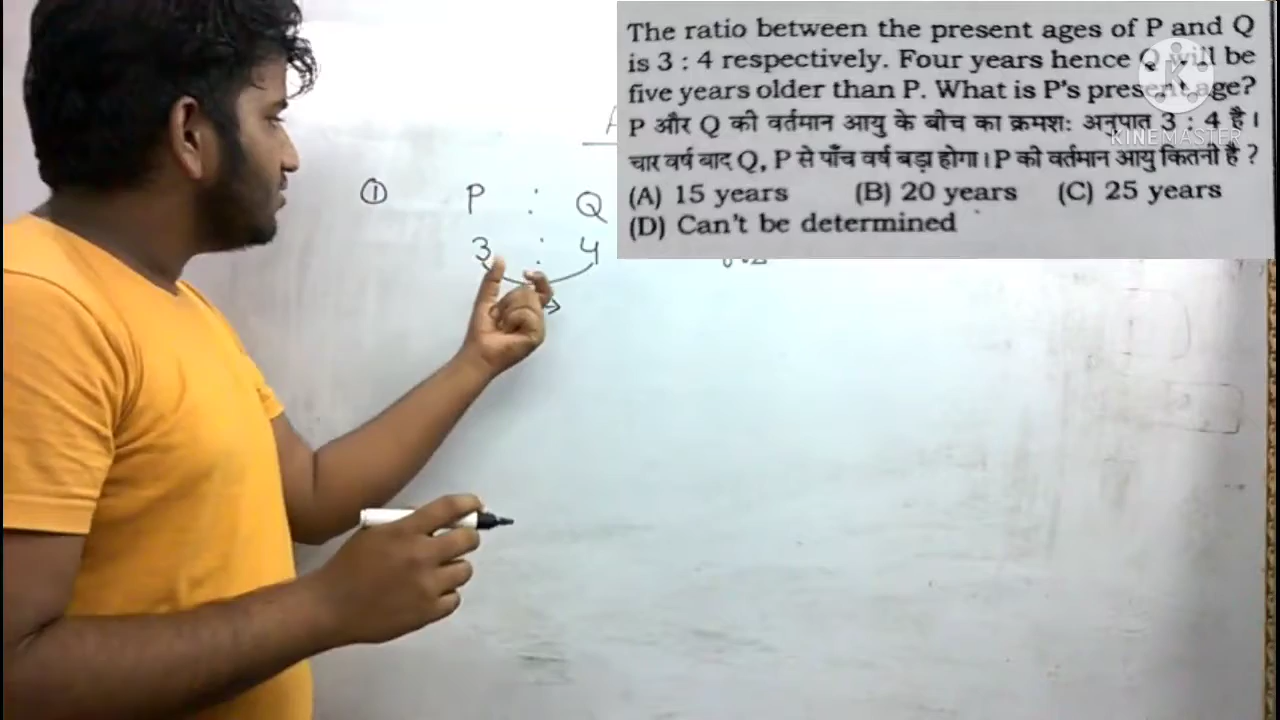 The ratio between the present ages of P and Q
is 3 : 4 respectively. Four years hence Q will be
five years older than P. What is P's present age?
P और Q की वर्तमान आयु के बीच का क्रमशः अनुपात 3 : 4 है।
KINEMASTER
चार वर्ष बाद Q, P से पाँच वर्ष बड़ा होगा। P की वर्तमान आयु कितनी है ?
(A) 15 years (B) 20 years (C) 25 years
(D) Can't be determined
① P : Q
3 : 4